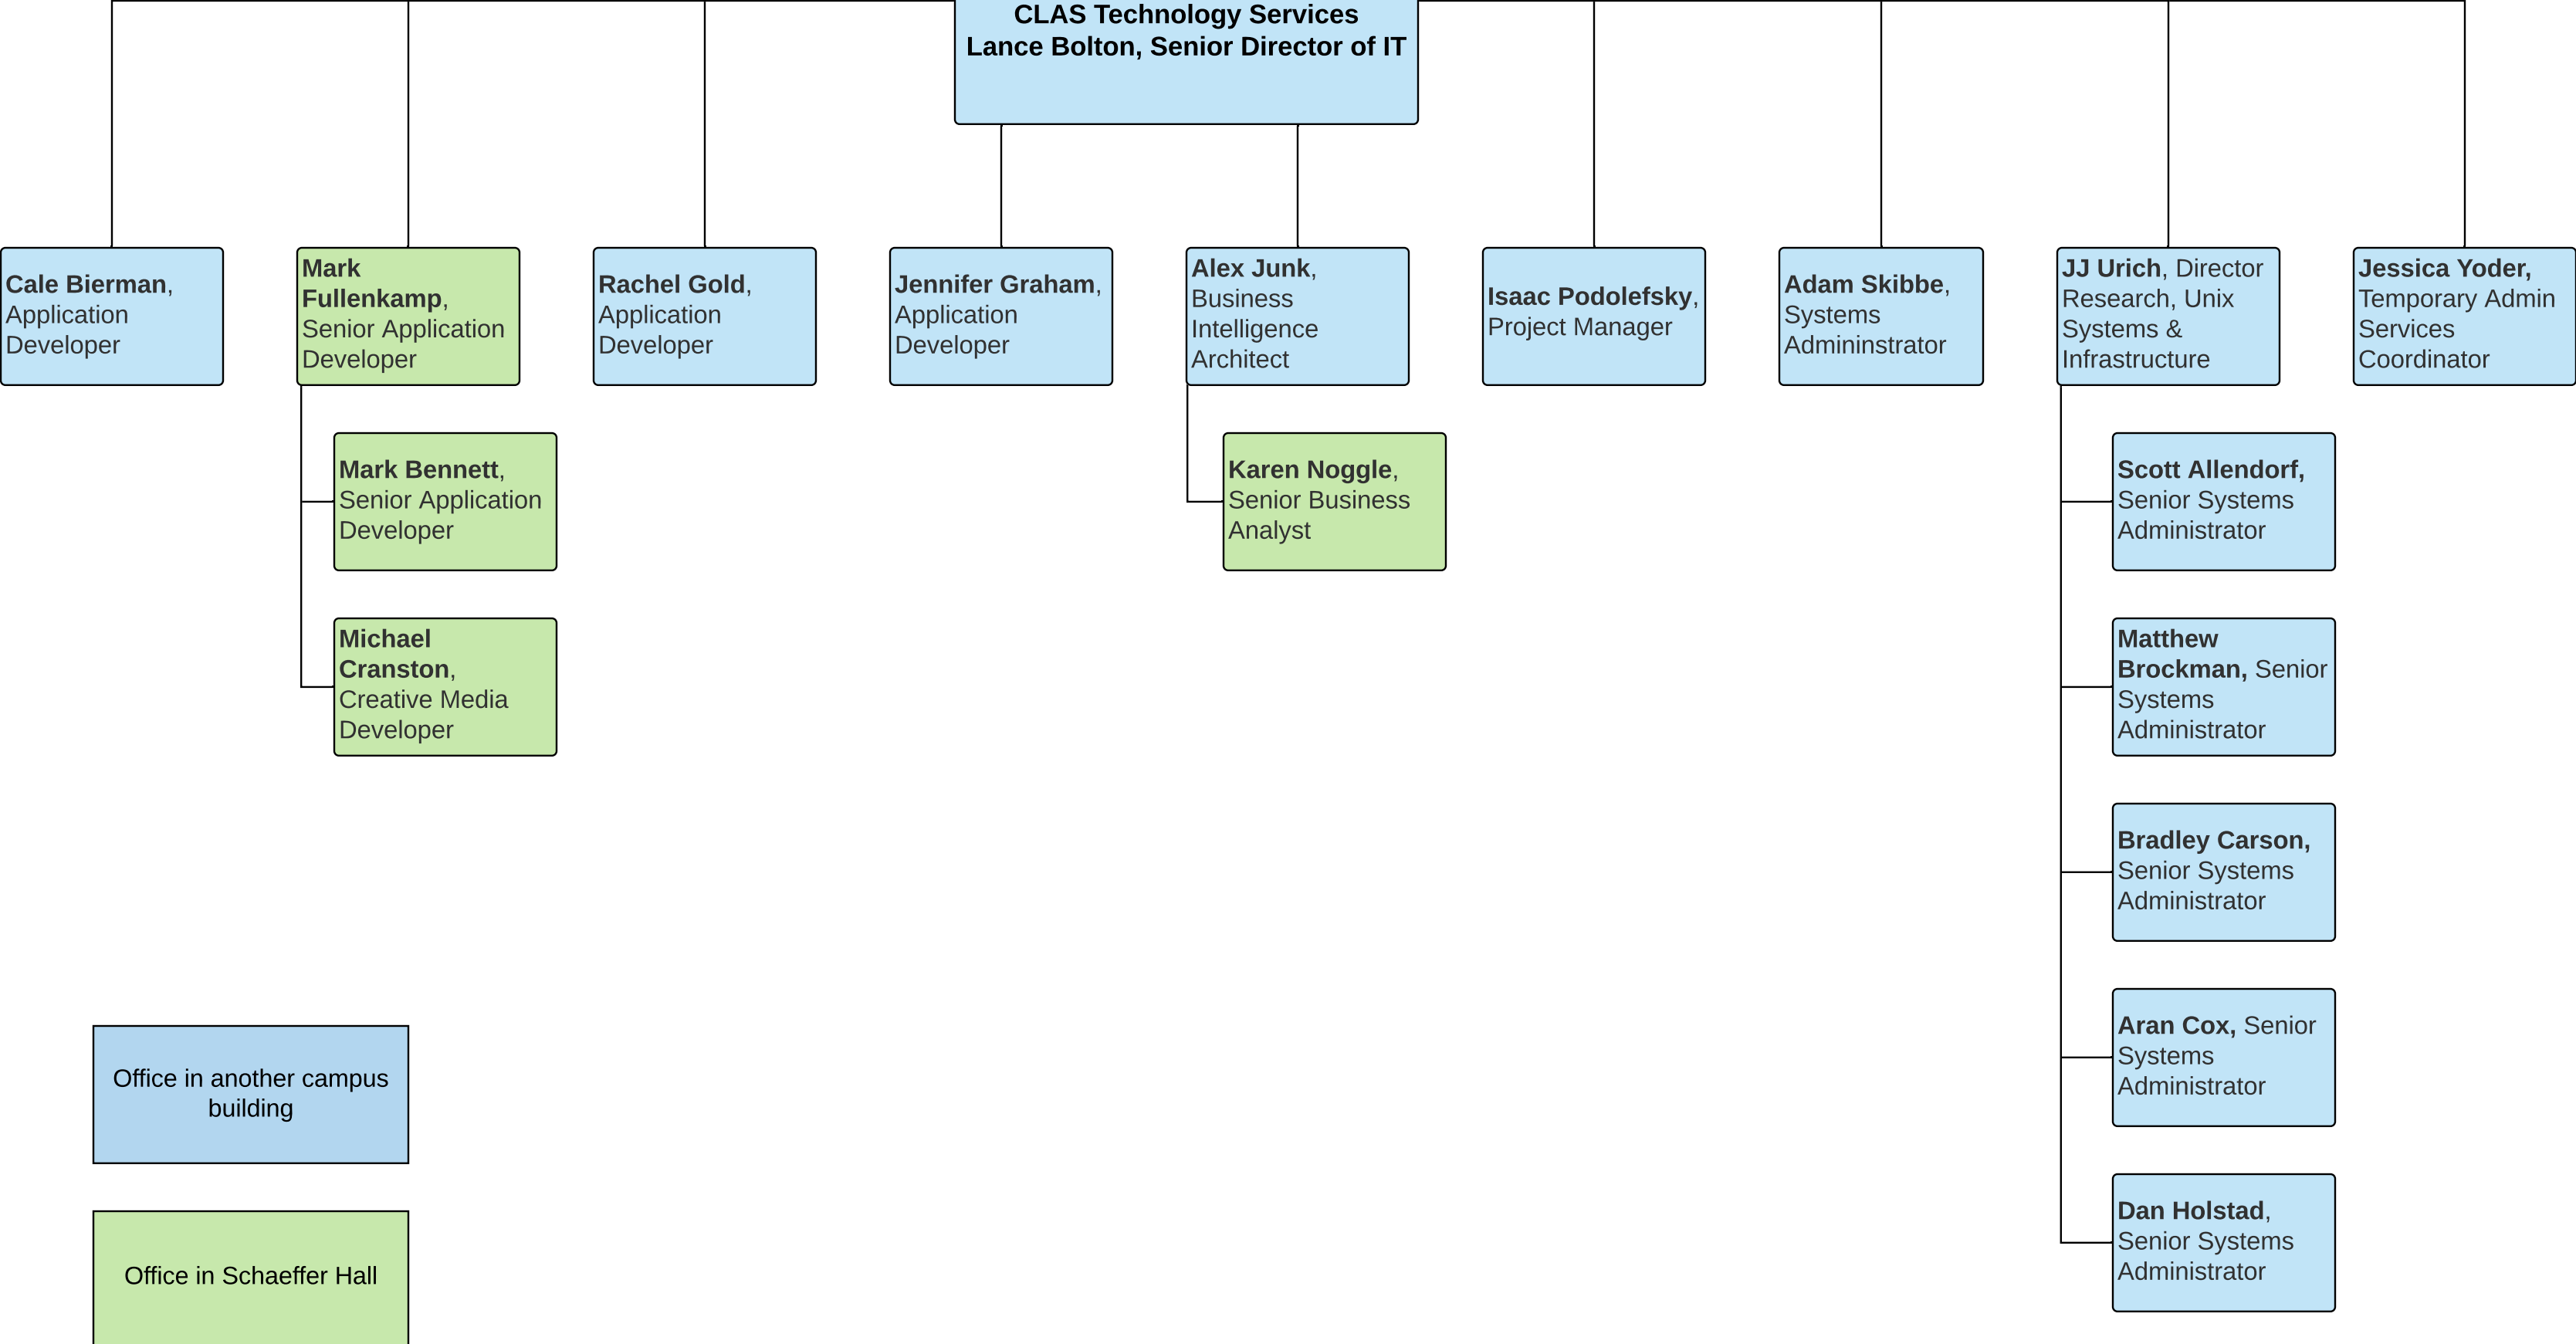 CLAS Technology Services
Lance Bolton, Senior Director of IT
Cale Bierman,
Application
Developer
Mark
Fullenkamp,
Senior Application
Developer
Rachel Gold,
Application
Developer
Jennifer Graham,
Application
Developer
Alex Junk,
Business
Intelligence
Architect
Isaac Podolefsky,
Project Manager
Adam Skibbe,
Systems
Admininstrator
JJ Urich, Director
Research, Unix
Systems &
Infrastructure
Jessica Yoder,
Temporary Admin
Services
Coordinator
Mark Bennett,
Senior Application
Developer
Karen Noggle,
Senior Business
Analyst
Scott Allendorf,
Senior Systems
Administrator
Michael
Cranston,
Creative Media
Developer
Matthew
Brockman, Senior
Systems
Administrator
Bradley Carson,
Senior Systems
Administrator
Aran Cox, Senior
Systems
Administrator
Office in another campus
building
Dan Holstad,
Senior Systems
Administrator
Office in Schaeffer Hall